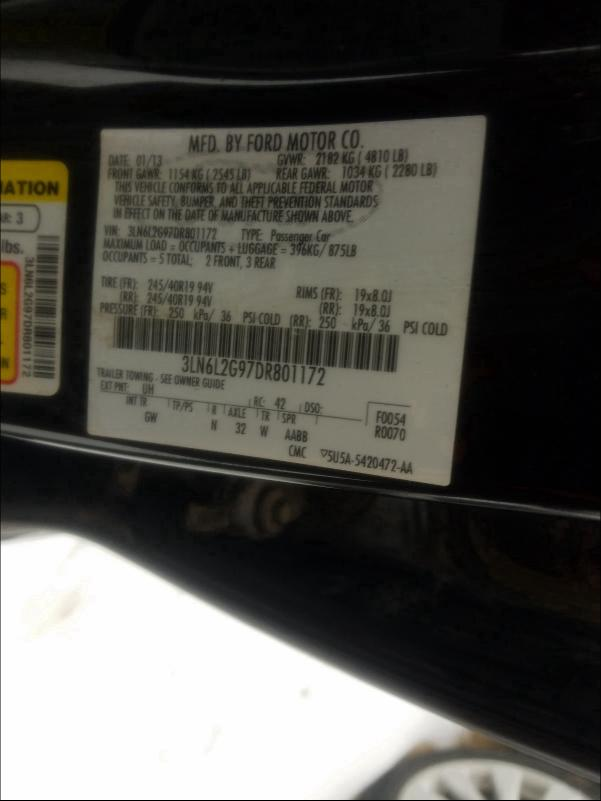 MFD. BY FORD MOTOR CO.
DATE: 01/13 GVWR: 2182 KG ( 4810 LB)
FRONT GAWR: 1154 KG ( 2545 LB) REAR GAWR: 1034 KG ( 2280 LB)
THIS VEHICLE CONFORMS TO ALL APPLICABLE FEDERAL MOTOR
VEHICLE SAFETY, BUMPER, AND THEFT PREVENTION STANDARDS
IN EFFECT ON THE DATE OF MANUFACTURE SHOWN ABOVE.
VIN: 3LN6L2G97DR801172 TYPE: Passenger Car
MAXIMUM LOAD = OCCUPANTS + LUGGAGE = 396KG/ 875LB
OCCUPANTS = 5 TOTAL; 2 FRONT, 3 REAR
TIRE (FR): 245/40R19 94V RIMS (FR): 19x8.0J
(RR): 245/40R19 94V (RR): 19x8.0J
PRESSURE (FR): 250 kPa/ 36 PSI COLD (RR): 250 kPa/ 36 PSI COLD
3LN6L2G97DR801172
TRAILER TOWING - SEE OWNER GUIDE
EXT PNT: UH RC: 42 DSO:
INT TR TP/PS R AXLE TR SPR F0054
GW N 32 W AABB R0070
CMC ▽5U5A-5420472-AA
MATION
AR: 3
lbs.
S
R
S
3LN6L2G97DR801172